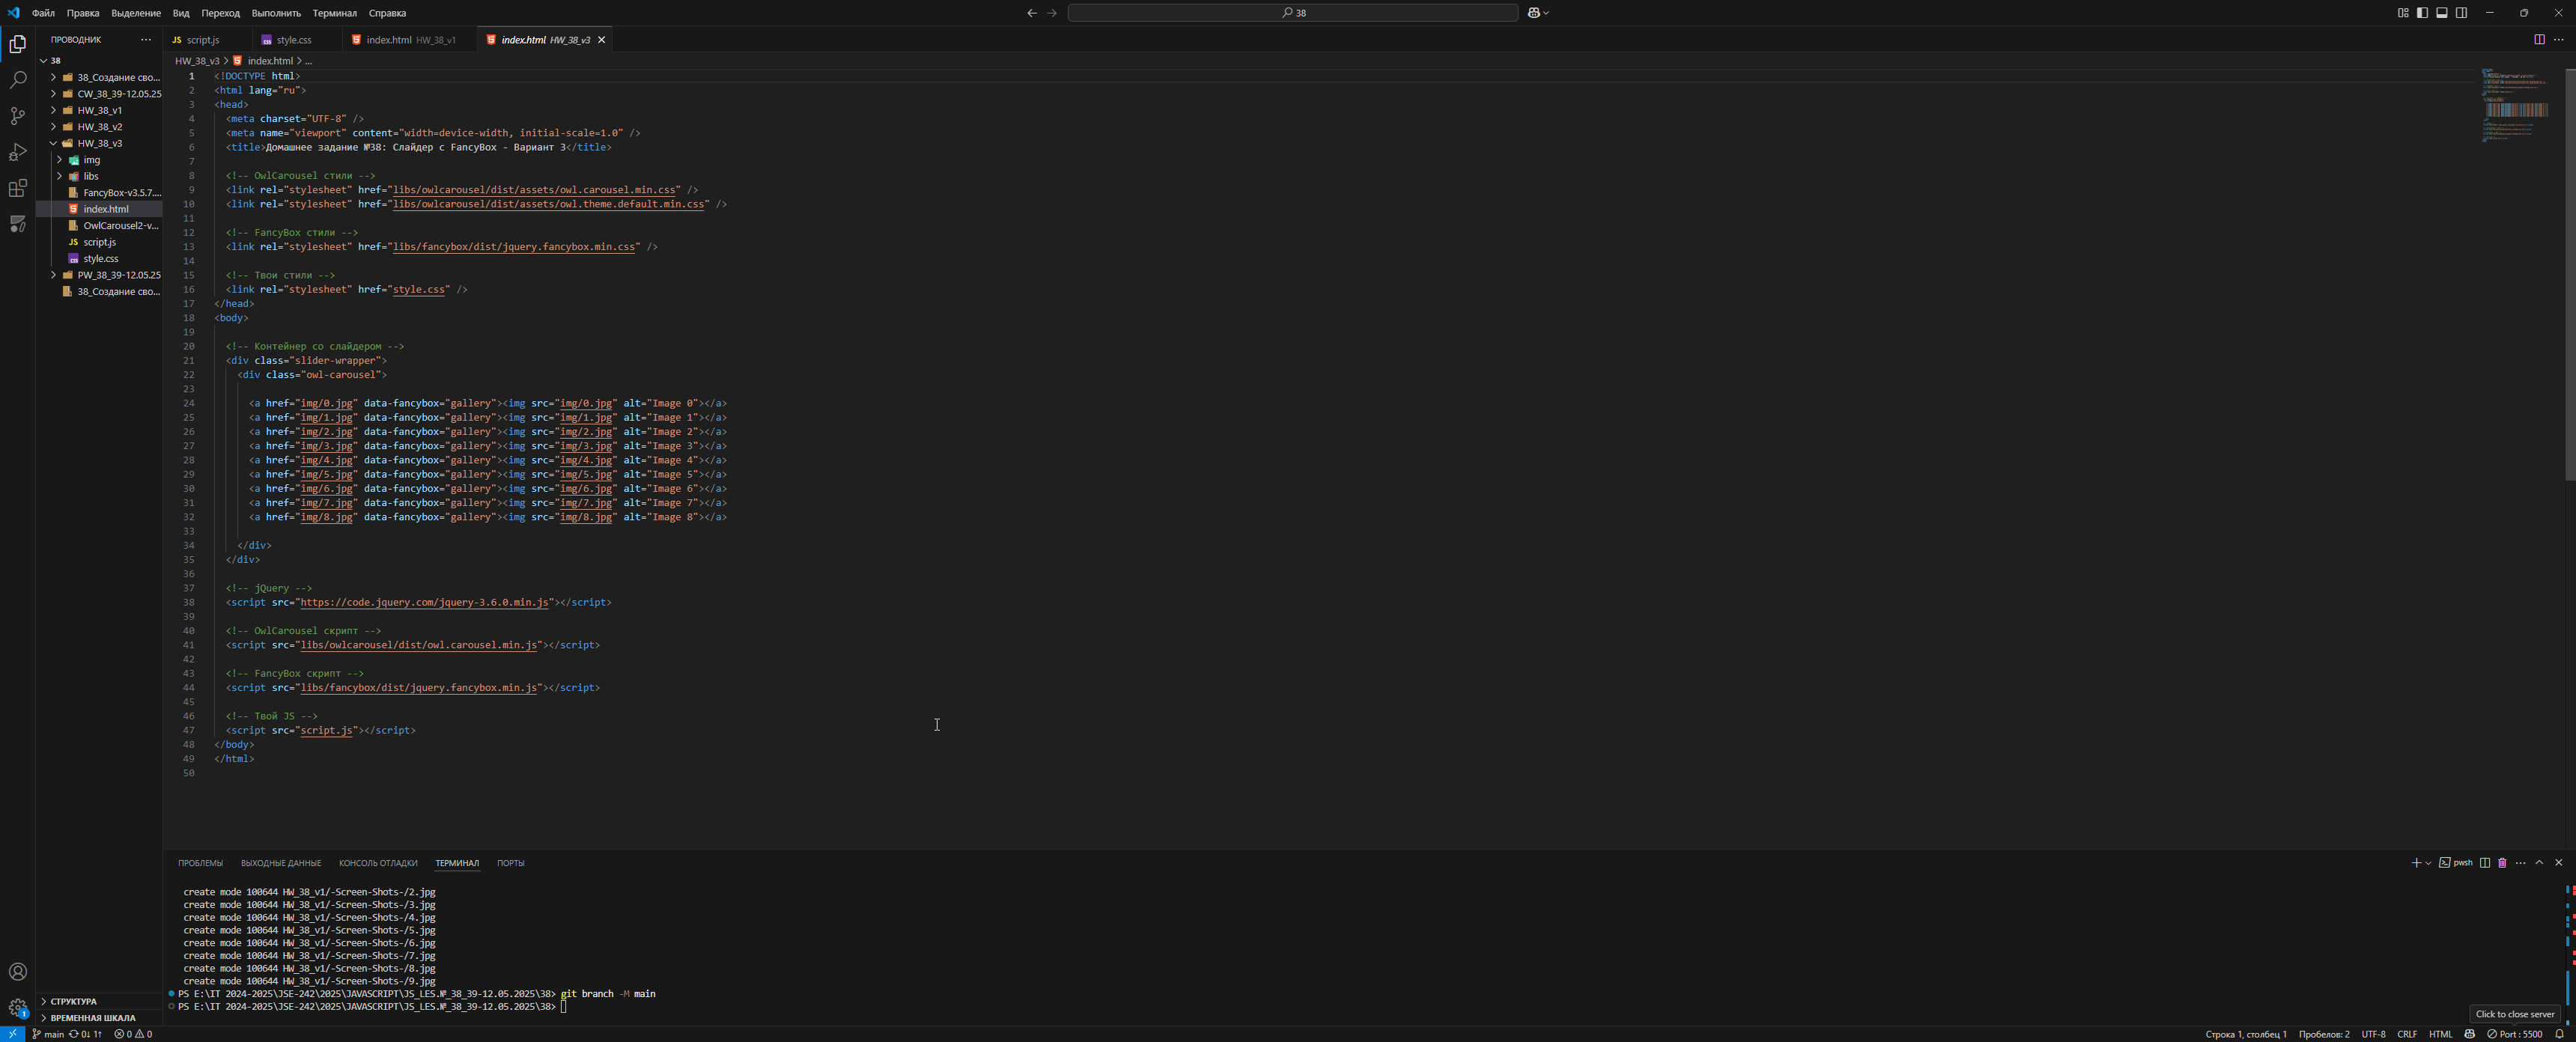 Файл Правка Выделение Вид Переход Выполнить Терминал Справка
38
ПРОВОДНИК
38
38_Создание сво...
CW_38_39-12.05.25
HW_38_v1
HW_38_v2
HW_38_v3
img
libs
FancyBox-v3.5.7....
index.html
OwlCarousel2-v...
JS script.js
style.css
PW_38_39-12.05.25
38_Создание сво...
СТРУКТУРА
ВРЕМЕННАЯ ШКАЛА
JS script.js
style.css
index.html HW_38_v1
index.html HW_38_v3
HW_38_v3 > index.html > ...
1 <!DOCTYPE html>
2 <html lang="ru">
3 <head>
4 <meta charset="UTF-8" />
5 <meta name="viewport" content="width=device-width, initial-scale=1.0" />
6 <title>Домашнее задание №38: Слайдер с FancyBox - Вариант 3</title>
7
8 <!-- OwlCarousel стили -->
9 <link rel="stylesheet" href="libs/owlcarousel/dist/assets/owl.carousel.min.css" />
10 <link rel="stylesheet" href="libs/owlcarousel/dist/assets/owl.theme.default.min.css" />
11
12 <!-- FancyBox стили -->
13 <link rel="stylesheet" href="libs/fancybox/dist/jquery.fancybox.min.css" />
14
15 <!-- Твои стили -->
16 <link rel="stylesheet" href="style.css" />
17 </head>
18 <body>
19
20 <!-- Контейнер со слайдером -->
21 <div class="slider-wrapper">
22 <div class="owl-carousel">
23
24 <a href="img/0.jpg" data-fancybox="gallery"><img src="img/0.jpg" alt="Image 0"></a>
25 <a href="img/1.jpg" data-fancybox="gallery"><img src="img/1.jpg" alt="Image 1"></a>
26 <a href="img/2.jpg" data-fancybox="gallery"><img src="img/2.jpg" alt="Image 2"></a>
27 <a href="img/3.jpg" data-fancybox="gallery"><img src="img/3.jpg" alt="Image 3"></a>
28 <a href="img/4.jpg" data-fancybox="gallery"><img src="img/4.jpg" alt="Image 4"></a>
29 <a href="img/5.jpg" data-fancybox="gallery"><img src="img/5.jpg" alt="Image 5"></a>
30 <a href="img/6.jpg" data-fancybox="gallery"><img src="img/6.jpg" alt="Image 6"></a>
31 <a href="img/7.jpg" data-fancybox="gallery"><img src="img/7.jpg" alt="Image 7"></a>
32 <a href="img/8.jpg" data-fancybox="gallery"><img src="img/8.jpg" alt="Image 8"></a>
33
34 </div>
35 </div>
36
37 <!-- jQuery -->
38 <script src="https://code.jquery.com/jquery-3.6.0.min.js"></script>
39
40 <!-- OwlCarousel скрипт -->
41 <script src="libs/owlcarousel/dist/owl.carousel.min.js"></script>
42
43 <!-- FancyBox скрипт -->
44 <script src="libs/fancybox/dist/jquery.fancybox.min.js"></script>
45
46 <!-- Твой JS -->
47 <script src="script.js"></script>
48 </body>
49 </html>
50
ПРОБЛЕМЫ ВЫХОДНЫЕ ДАННЫЕ КОНСОЛЬ ОТЛАДКИ ТЕРМИНАЛ ПОРТЫ
pwsh
create mode 100644 HW_38_v1/-Screen-Shots-/2.jpg
create mode 100644 HW_38_v1/-Screen-Shots-/3.jpg
create mode 100644 HW_38_v1/-Screen-Shots-/4.jpg
create mode 100644 HW_38_v1/-Screen-Shots-/5.jpg
create mode 100644 HW_38_v1/-Screen-Shots-/6.jpg
create mode 100644 HW_38_v1/-Screen-Shots-/7.jpg
create mode 100644 HW_38_v1/-Screen-Shots-/8.jpg
create mode 100644 HW_38_v1/-Screen-Shots-/9.jpg
PS E:\IT 2024-2025\JSE-242\2025\JAVASCRIPT\JS_LES.№_38_39-12.05.2025\38> git branch -M main
PS E:\IT 2024-2025\JSE-242\2025\JAVASCRIPT\JS_LES.№_38_39-12.05.2025\38>
Click to close server
1
main 0↓ 1↑ 0 0
Строка 1, столбец 1 Пробелов: 2 UTF-8 CRLF HTML Port : 5500